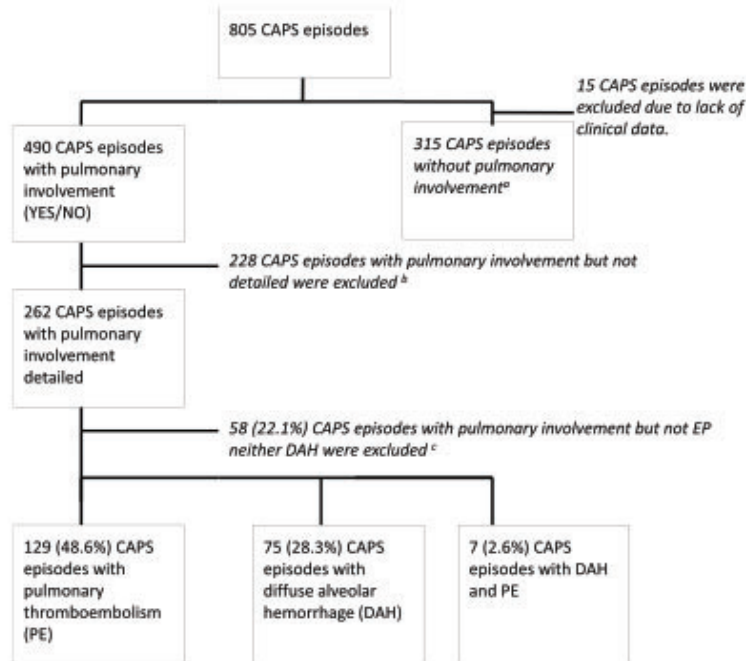 805 CAPS episodes
15 CAPS episodes were
excluded due to lack of
clinical data.
490 CAPS episodes
with pulmonary
involvement
(YES/NO)
315 CAPS episodes
without pulmonary
involvementᵃ
228 CAPS episodes with pulmonary involvement but not
detailed were excluded ᵇ
262 CAPS episodes
with pulmonary
involvement
detailed
58 (22.1%) CAPS episodes with pulmonary involvement but not EP
neither DAH were excluded ᶜ
129 (48.6%) CAPS
episodes with
pulmonary
thromboembolism
(PE)
75 (28.3%) CAPS
episodes with
diffuse alveolar
hemorrhage (DAH)
7 (2.6%) CAPS
episodes with DAH
and PE